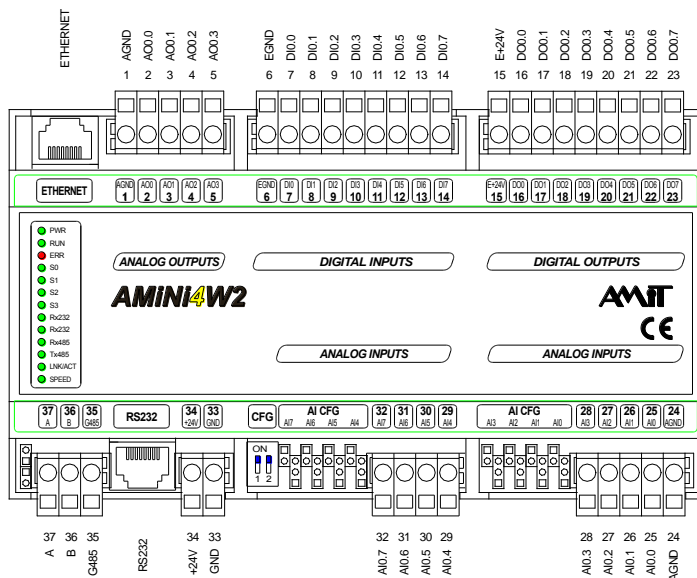 ETHERNET AGND AO0.1 AO0.2 AO0.3 EGND DI0.0 DI0.1 DI0.2 DI0.3 DI0.4 DI0.5 DI0.6 DI0.7 E+24V DO0.0 DO0.1 DO0.2 DO0.3 DO0.4 DO0.5 DO0.6 DO0.7
1 2 3 4 5 6 7 8 9 10 11 12 13 14 15 16 17 18 19 20 21 22 23
AGND AO0 AO1 AO2 AO3 EGND DI0 DI1 DI2 DI3 DI4 DI5 DI6 DI7 E+24V DO0 DO0 DO1 DO2 DO3 DO4 DO5 DO6 DO7
ETHERNET 1 2 3 4 5 6 7 8 9 10 11 12 13 14 15 16 17 18 19 20 21 22 23
PWR
RUN
ERR
S0
S1
S2
S3
Rx232
Rx232
Rx485
Tx485
LNK/ACT
SPEED
ANALOG OUTPUTS DIGITAL INPUTS DIGITAL OUTPUTS
AMiNi4W2 AMiT
CE
ANALOG INPUTS ANALOG INPUTS
37 36 35 RS232 34 33 CFG AI CFG 32 31 30 29 AI CFG 28 27 26 25 24
A B G485 +24V GND AI7 AI6 AI5 AI4 AI7 AI6 AI5 AI4 AI3 AI2 AI1 AI0 AI3 AI2 AI1 AI0 AGND
ON
1 2
37 36 35 34 33 32 31 30 29 28 27 26 25 24
A B G485 RS232 +24V GND AI0.7 AI0.6 AI0.5 AI0.4 AI0.3 AI0.2 AI0.1 AI0.0 AGND